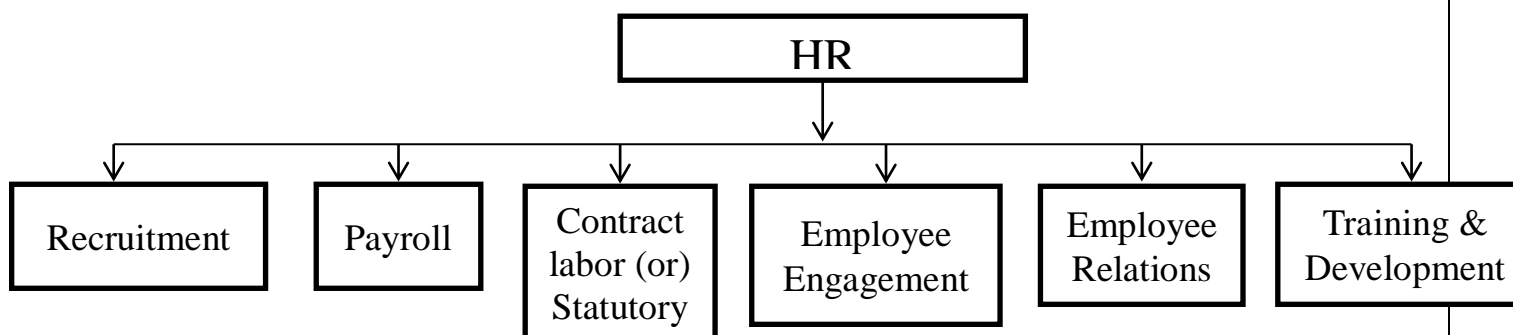 HR
Recruitment
Payroll
Contract
labor (or)
Statutory
Employee
Engagement
Employee
Relations
Training &
Development